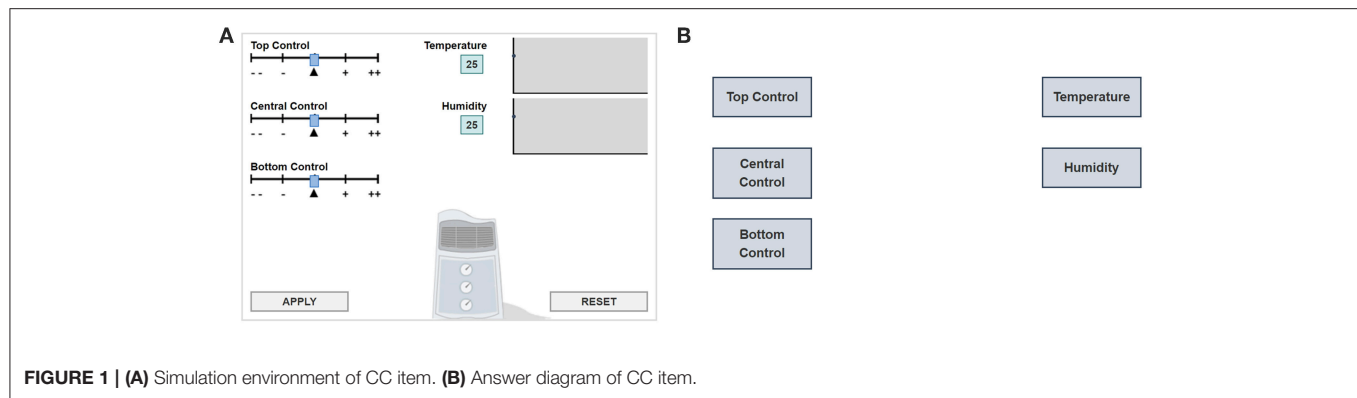 A
Top Control
- - - + ++
Temperature
25
Central Control
- - - + ++
Humidity
25
Bottom Control
- - - + ++
APPLY
RESET
B
Top Control
Temperature
Central
Control
Humidity
Bottom
Control
FIGURE 1 | (A) Simulation environment of CC item. (B) Answer diagram of CC item.